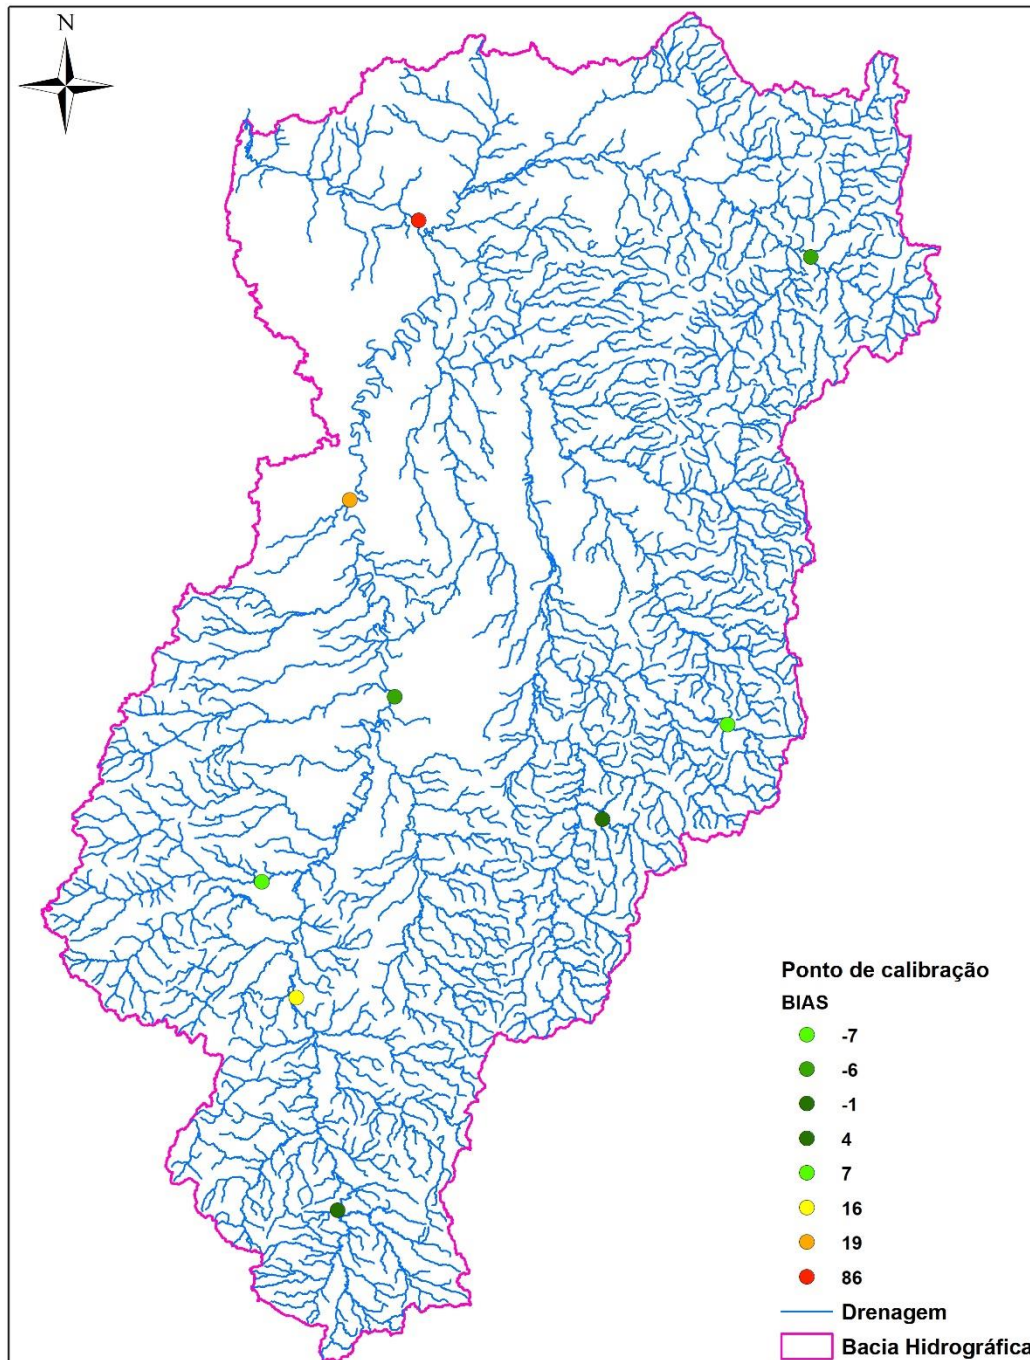 N
Ponto de calibração
BIAS
-7
-6
-1
4
7
16
19
86
Drenagem
Bacia Hidrográfica